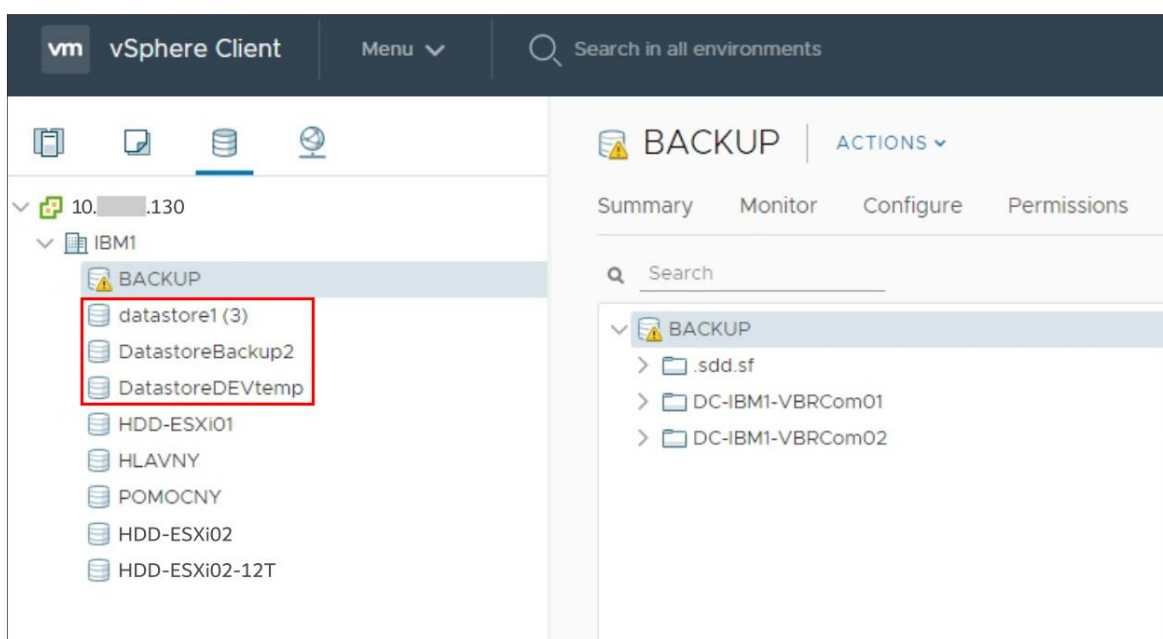 vm vSphere Client Menu Search in all environments
10. .130
IBM1
BACKUP
datastore1 (3)
DatastoreBackup2
DatastoreDEVtemp
HDD-ESXi01
HLAVNY
POMOCNY
HDD-ESXi02
HDD-ESXi02-12T
BACKUP ACTIONS
Summary Monitor Configure Permissions
Search
BACKUP
.sdd.sf
DC-IBM1-VBRCom01
DC-IBM1-VBRCom02